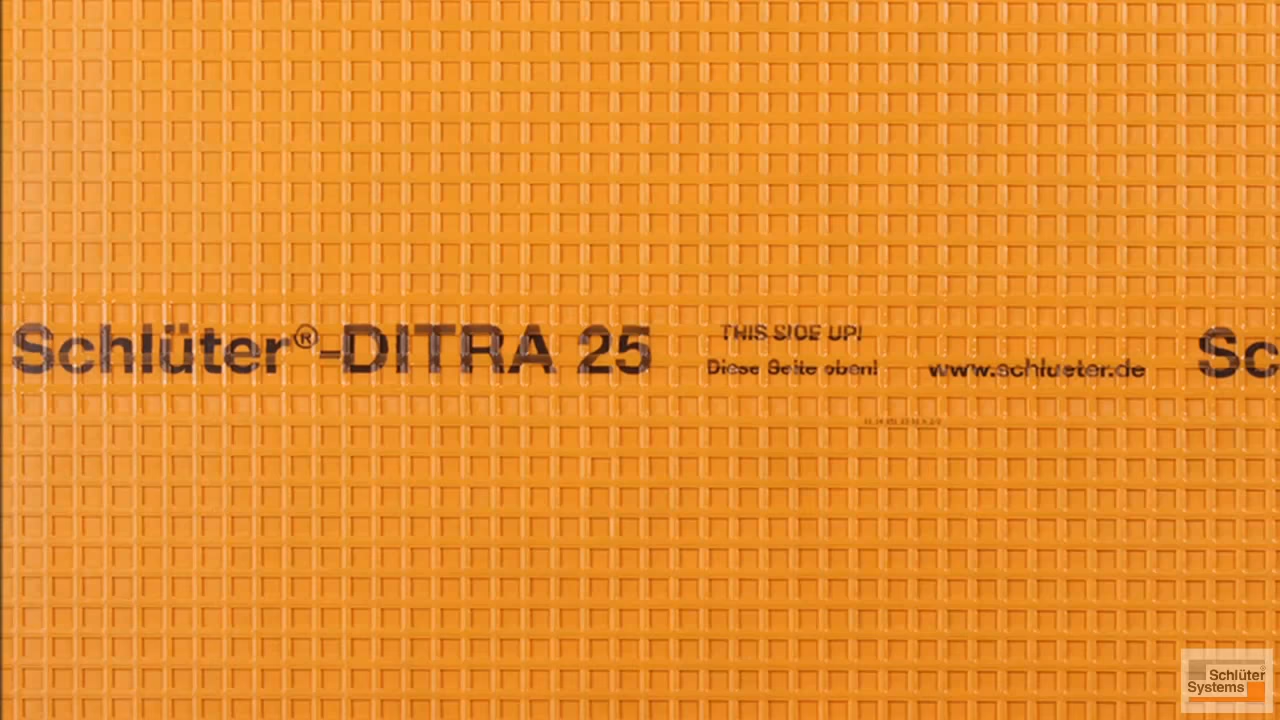 Schlüter®-DITRA 25
THIS SIDE UP!
Diese Seite oben!
www.schlueter.de
Sc
Schlüter®
Systems